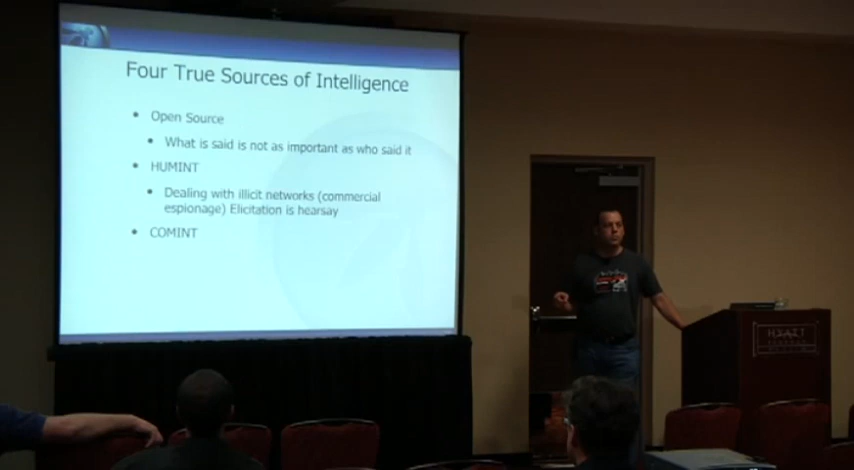 Four True Sources of Intelligence
• Open Source
• What is said is not as important as who said it
• HUMINT
• Dealing with illicit networks (commercial
espionage) Elicitation is hearsay
• COMINT
HYATT